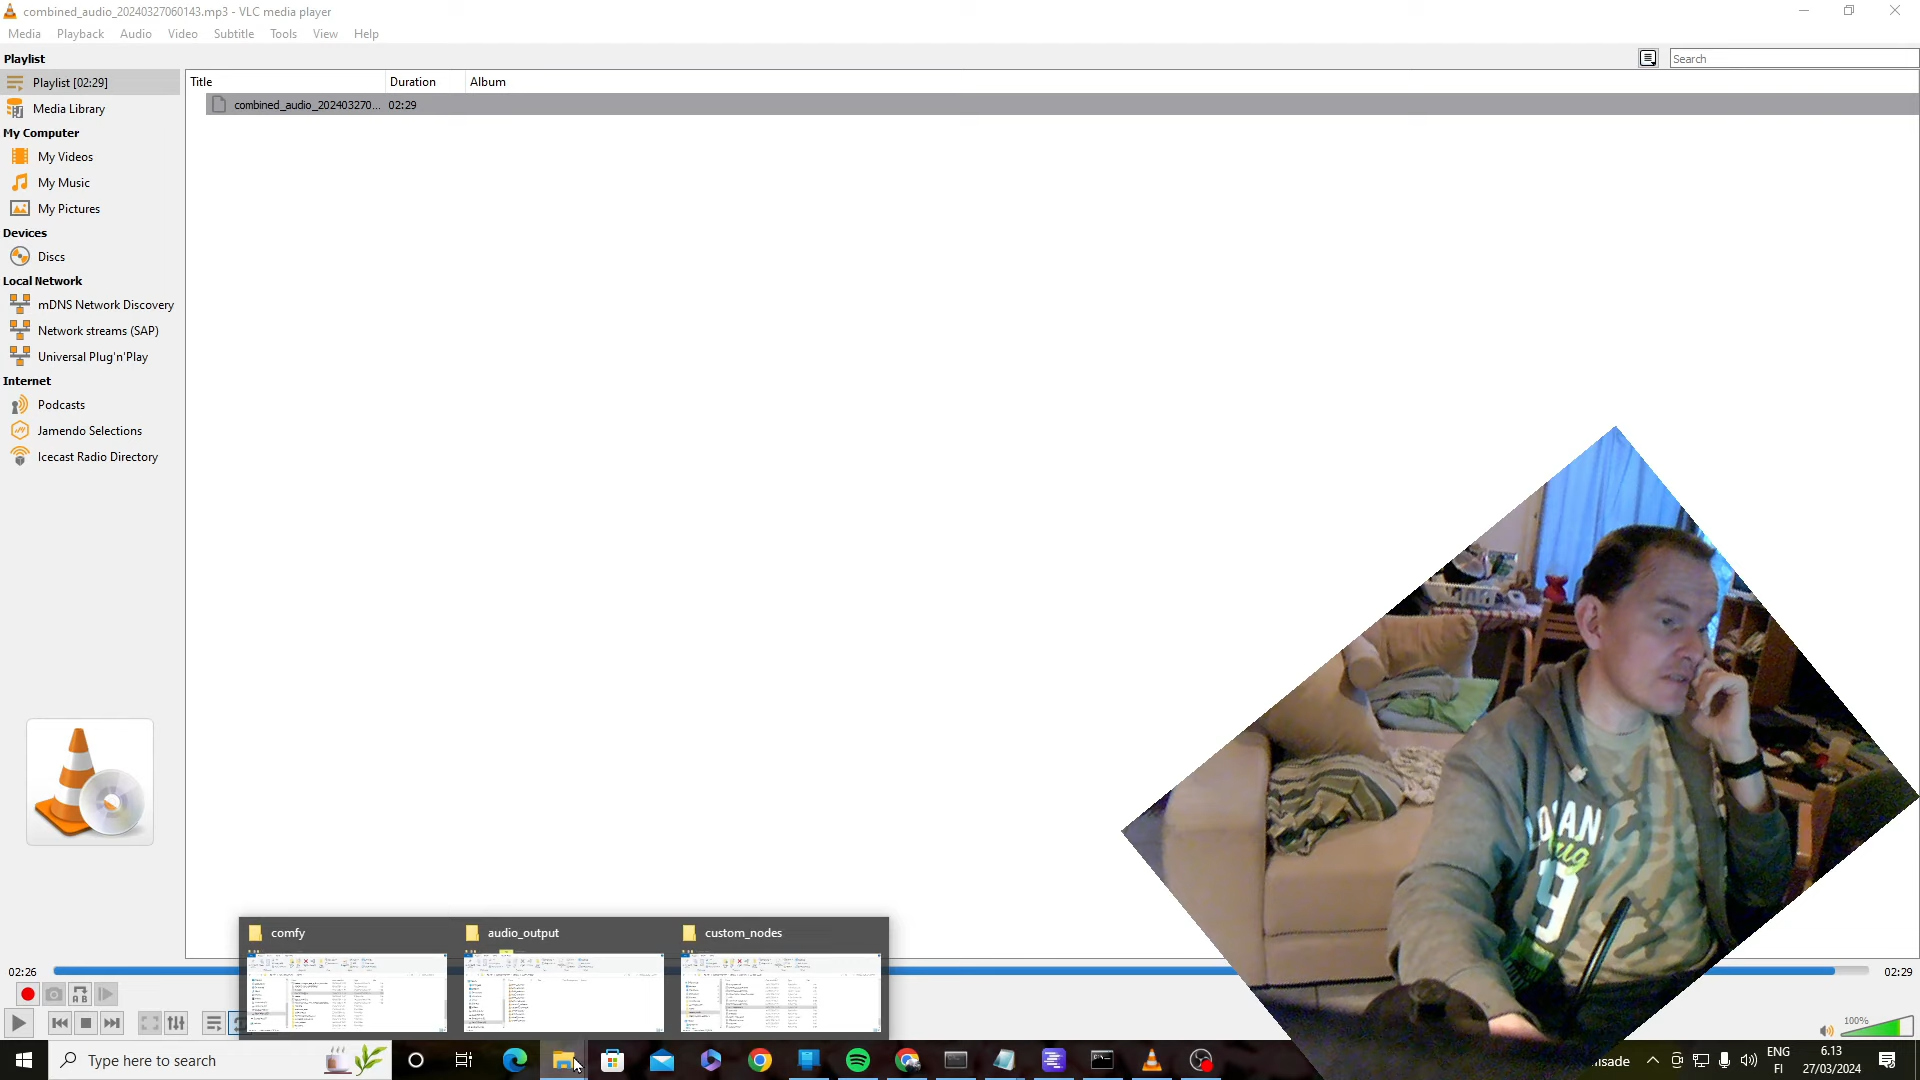 combined_audio_20240327060143.mp3 - VLC media player
Media Playback Audio Video Subtitle Tools View Help
Playlist
Search
Playlist [02:29]
Title Duration Album
combined_audio_202403270... 02:29
Media Library
My Computer
My Videos
My Music
My Pictures
Devices
Discs
Local Network
mDNS Network Discovery
Network streams (SAP)
Universal Plug'n'Play
Internet
Podcasts
Jamendo Selections
Icecast Radio Directory
comfy audio_output custom_nodes
02:26 02:29
100%
Type here to search
ENG
FI
6.13
27/03/2024
9